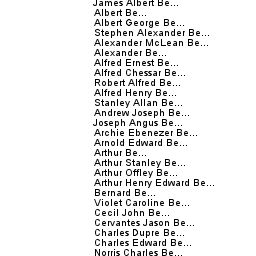 James Albert Be...
Albert Be...
Albert George Be...
Stephen Alexander Be...
Alexander McLean Be...
Alexander Be...
Alfred Ernest Be...
Alfred Chessar Be...
Robert Alfred Be...
Alfred Henry Be...
Stanley Allan Be...
Andrew Joseph Be...
Joseph Angus Be...
Archie Ebenezer Be...
Arnold Edward Be...
Arthur Be...
Arthur Stanley Be...
Arthur Offley Be...
Arthur Henry Edward Be...
Bernard Be...
Violet Caroline Be...
Cecil John Be...
Cervantes Jason Be...
Charles Dupre Be...
Charles Edward Be...
Norris Charles Be...